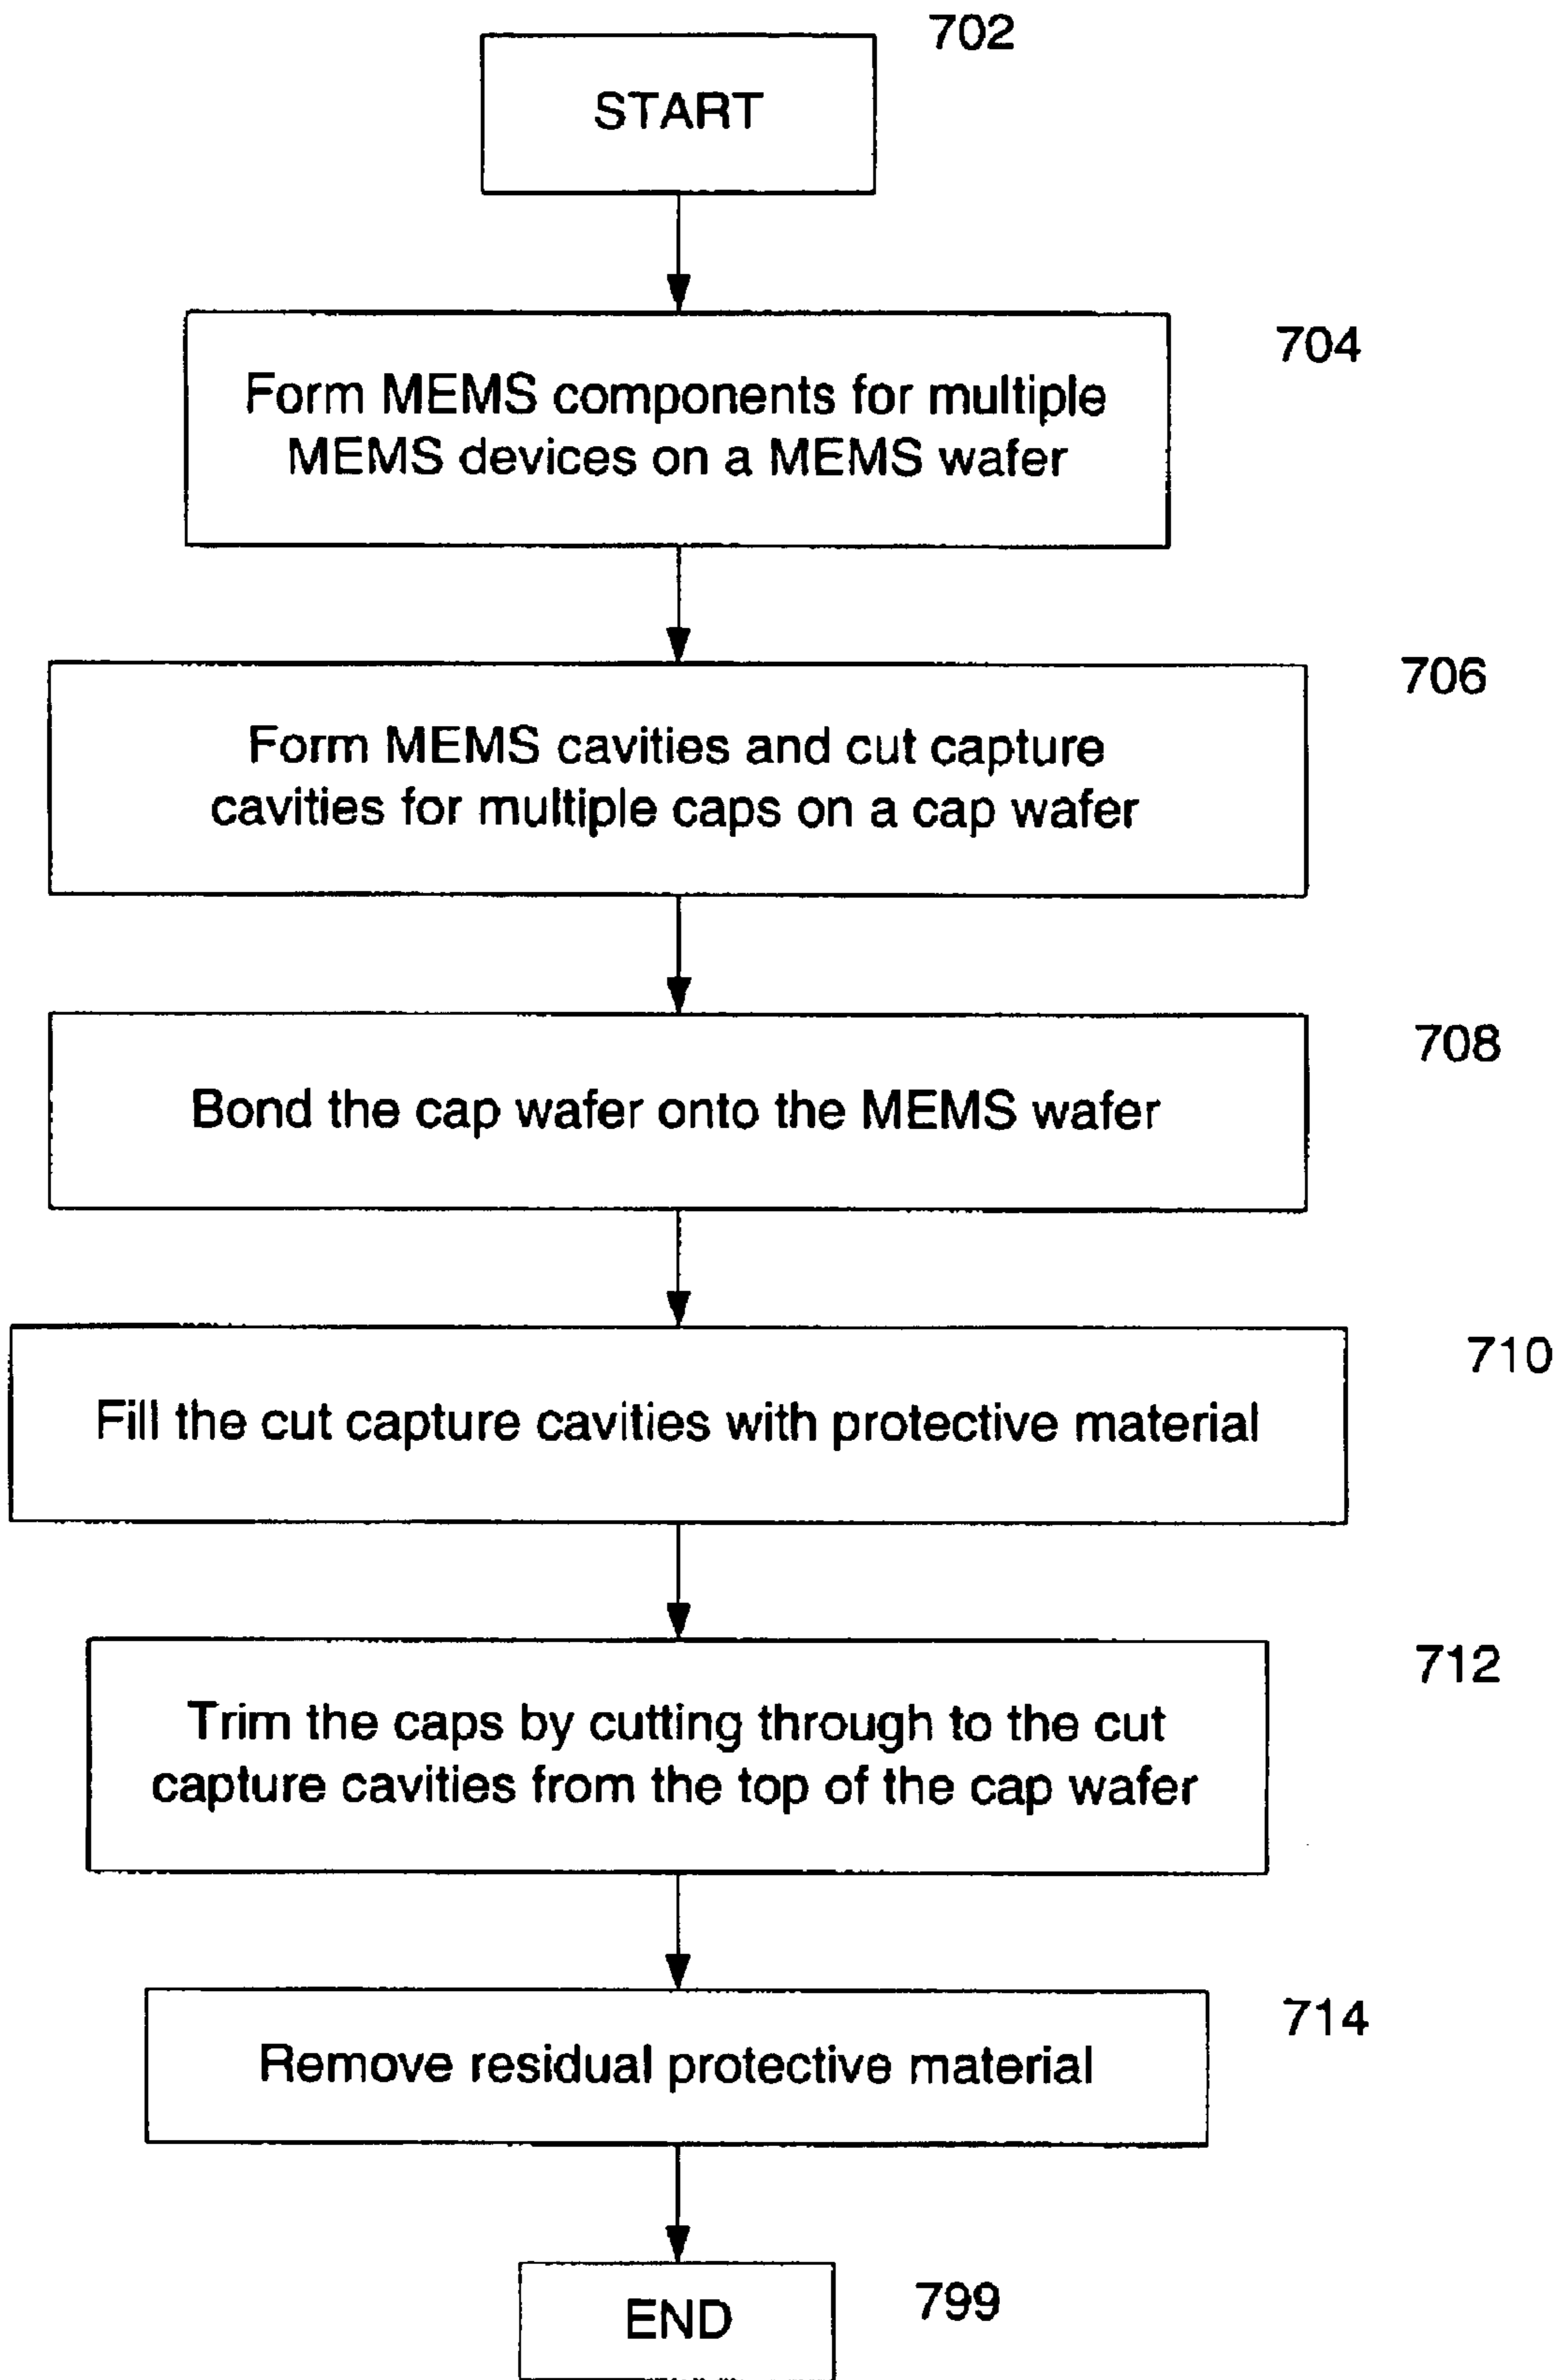 702
START
704
Form MEMS components for multiple
MEMS devices on a MEMS wafer
706
Form MEMS cavities and cut capture
cavities for multiple caps on a cap wafer
708
Bond the cap wafer onto the MEMS wafer
710
Fill the cut capture cavities with protective material
712
Trim the caps by cutting through to the cut
capture cavities from the top of the cap wafer
714
Remove residual protective material
799
END